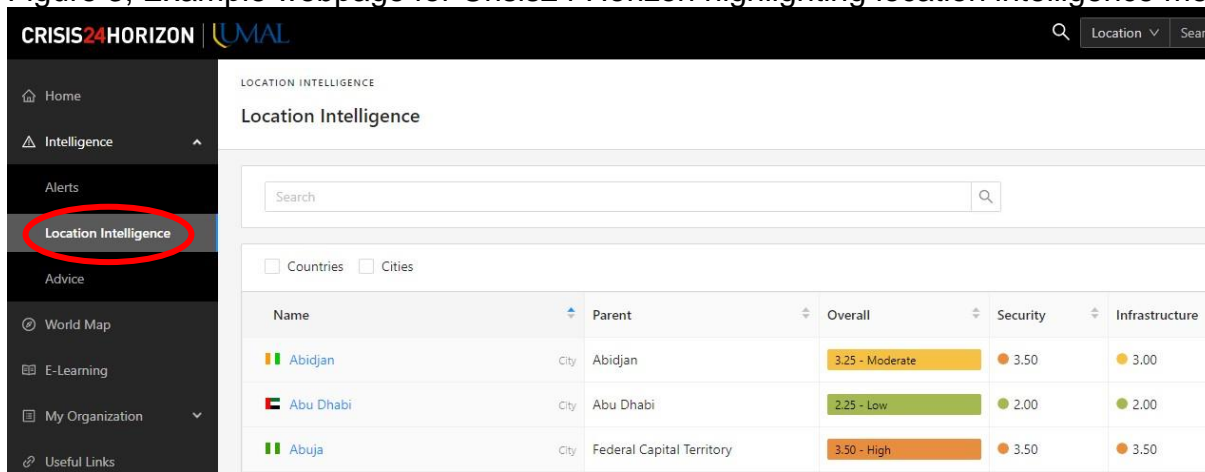 CRISIS24HORIZON | UMAL
Location
Home
Intelligence
Alerts
Location Intelligence
Advice
World Map
E-Learning
My Organization
Useful Links
LOCATION INTELLIGENCE
Location Intelligence
Search
Countries Cities
Name Parent Overall Security Infrastructure
Abidjan City Abidjan 3.25 - Moderate 3.50 3.00
Abu Dhabi City Abu Dhabi 2.25 - Low 2.00 2.00
Abuja City Federal Capital Territory 3.50 - High 3.50 3.50